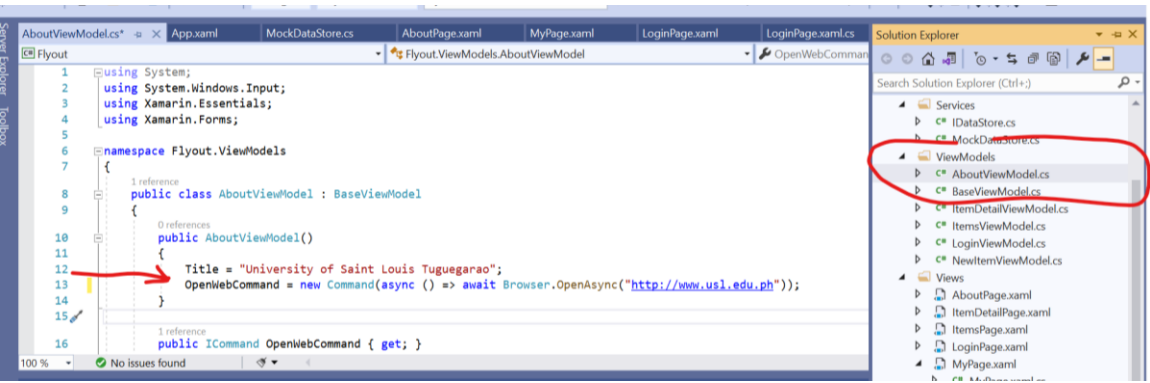 AboutViewModel.cs* App.xaml MockDataStore.cs AboutPage.xaml MyPage.xaml LoginPage.xaml LoginPage.xaml.cs
Flyout Flyout.ViewModels.AboutViewModel OpenWebComman
Server Explorer
Toolbox
1 using System;
2 using System.Windows.Input;
3 using Xamarin.Essentials;
4 using Xamarin.Forms;
5
6 namespace Flyout.ViewModels
7 {
1 reference
8 public class AboutViewModel : BaseViewModel
9 {
0 references
10 public AboutViewModel()
11 {
12 Title = "University of Saint Louis Tuguegarao";
13 OpenWebCommand = new Command(async () => await Browser.OpenAsync("http://www.usl.edu.ph"));
14 }
15
1 reference
16 public ICommand OpenWebCommand { get; }
100 % No issues found
Solution Explorer
Search Solution Explorer (Ctrl+;)
Services
C# IDataStore.cs
C# MockDataStore.cs
ViewModels
C# AboutViewModel.cs
C# BaseViewModel.cs
C# ItemDetailViewModel.cs
C# ItemsViewModel.cs
C# LoginViewModel.cs
C# NewItemViewModel.cs
Views
AboutPage.xaml
ItemDetailPage.xaml
ItemsPage.xaml
LoginPage.xaml
MyPage.xaml
C# MyPage.xaml.cs